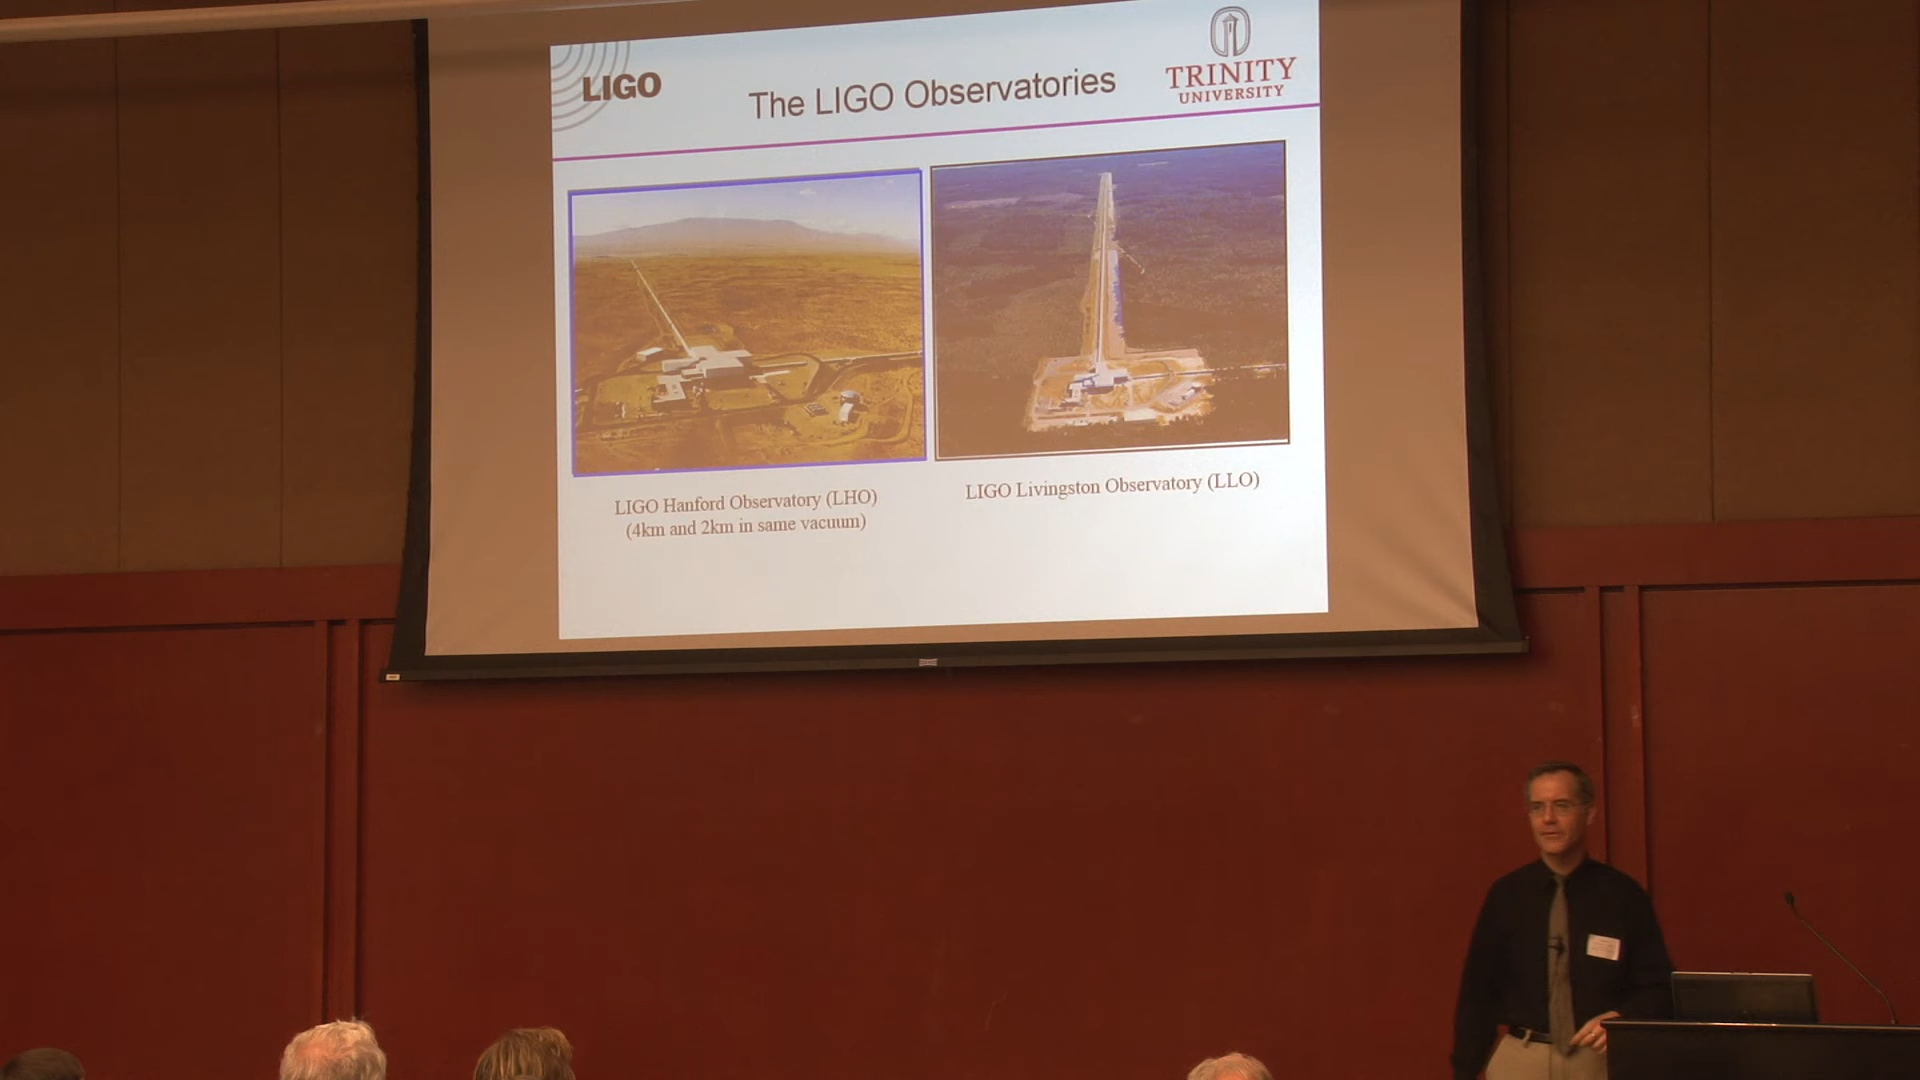 LIGO
The LIGO Observatories
TRINITY
UNIVERSITY
LIGO Hanford Observatory (LHO)
(4km and 2km in same vacuum)
LIGO Livingston Observatory (LLO)